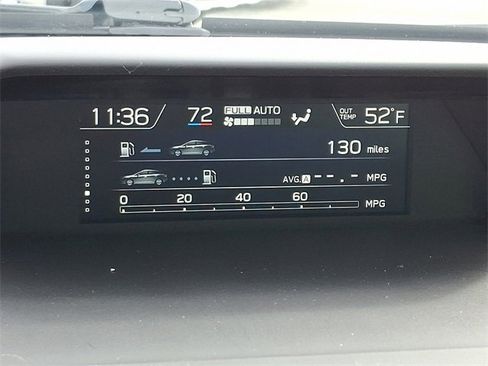 11:36 72 FULL AUTO OUT TEMP 52°F
130 miles
AVG. A --.- MPG
0 20 40 60 MPG